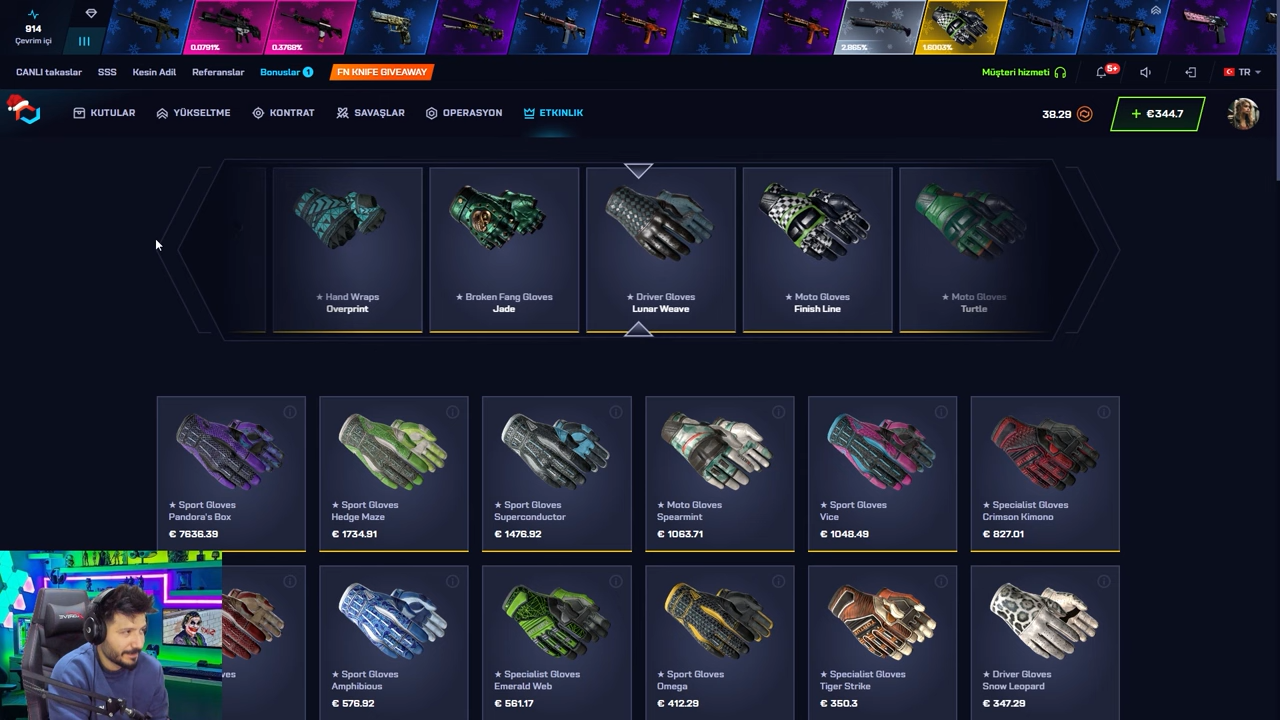 914
Çevrim içi
0.0791%
0.3768%
2.865%
1.6003%
CANLI takaslar
SSS
Kesin Adil
Referanslar
Bonuslar 1
FN KNIFE GIVEAWAY
Müşteri hizmeti
5+
TR
KUTULAR
YÜKSELTME
KONTRAT
SAVAŞLAR
OPERASYON
ETKINLIK
38.29
+ €344.7
★ Hand Wraps
Overprint
★ Broken Fang Gloves
Jade
★ Driver Gloves
Lunar Weave
★ Moto Gloves
Finish Line
★ Moto Gloves
Turtle
★ Sport Gloves
Pandora's Box
€ 7636.39
★ Sport Gloves
Hedge Maze
€ 1734.91
★ Sport Gloves
Superconductor
€ 1476.92
★ Moto Gloves
Spearmint
€ 1063.71
★ Sport Gloves
Vice
€ 1048.49
★ Specialist Gloves
Crimson Kimono
€ 827.01
★ Sport Gloves
Amphibious
€ 576.92
★ Specialist Gloves
Emerald Web
€ 561.17
★ Sport Gloves
Omega
€ 412.29
★ Specialist Gloves
Tiger Strike
€ 350.3
★ Driver Gloves
Snow Leopard
€ 347.29